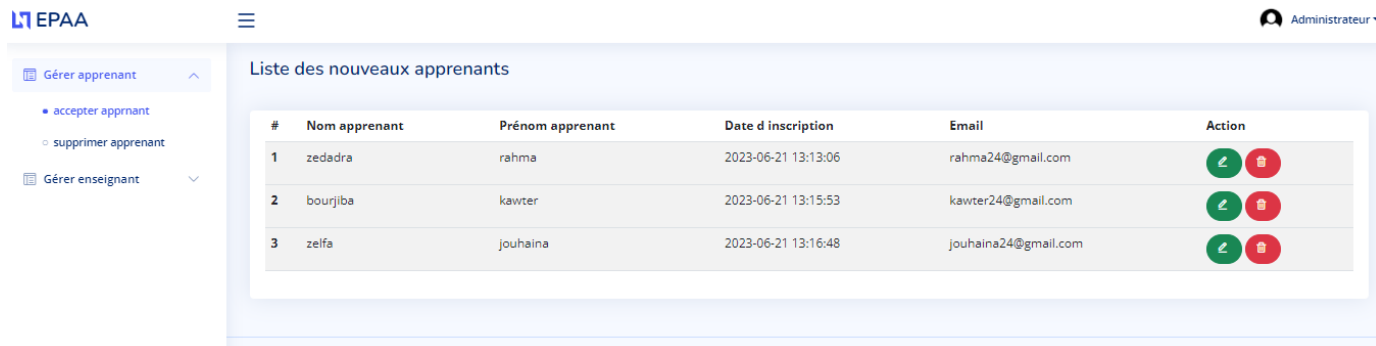 EPAA
Administrateur
Gérer apprenant
accepter apprnant
supprimer apprenant
Gérer enseignant
Liste des nouveaux apprenants
# Nom apprenant Prénom apprenant Date d inscription Email Action
1 zedadra rahma 2023-06-21 13:13:06 rahma24@gmail.com
2 bourjiba kawter 2023-06-21 13:15:53 kawter24@gmail.com
3 zelfa jouhaina 2023-06-21 13:16:48 jouhaina24@gmail.com